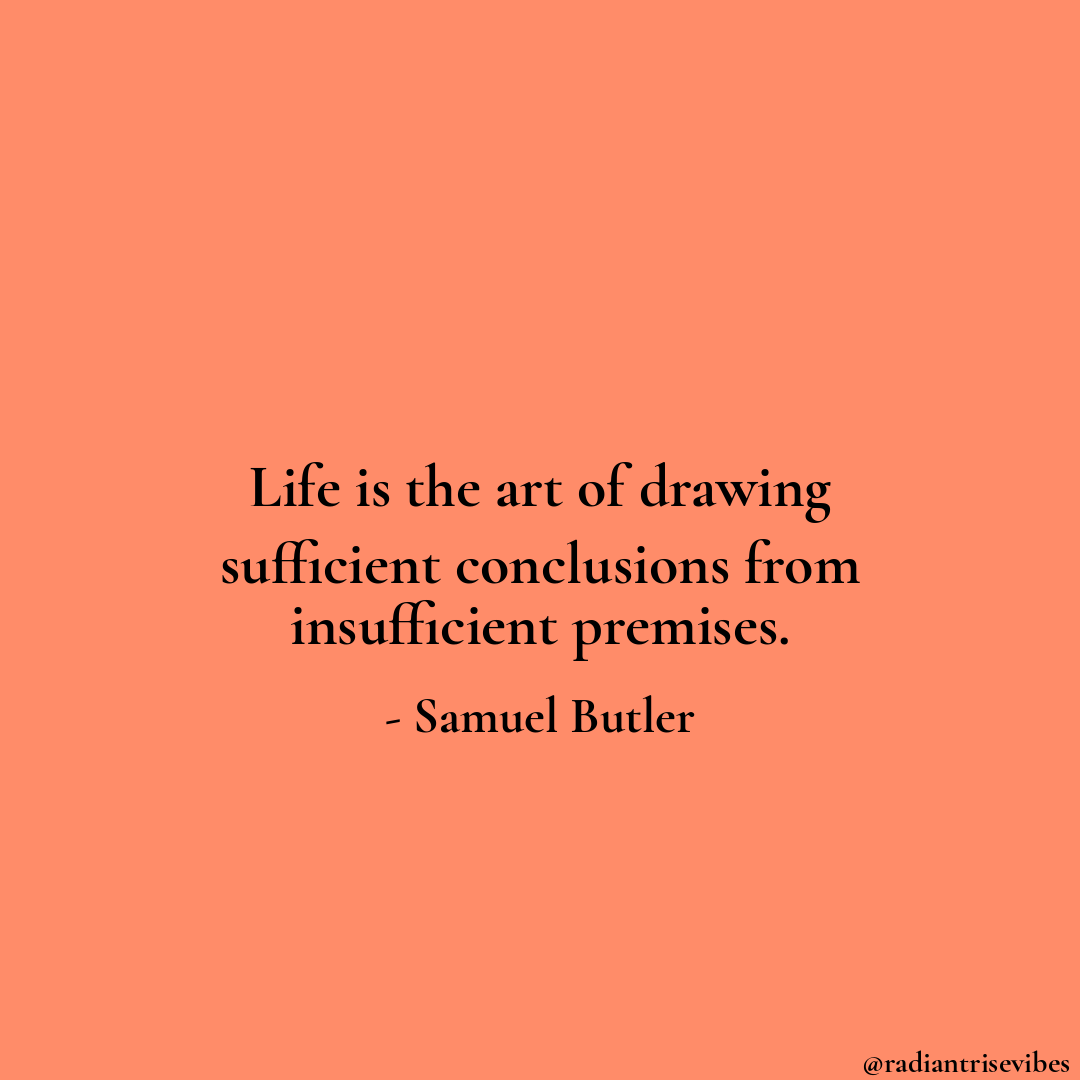 Life is the art of drawing
sufficient conclusions from
insufficient premises.
- Samuel Butler
@radiantrisevibes